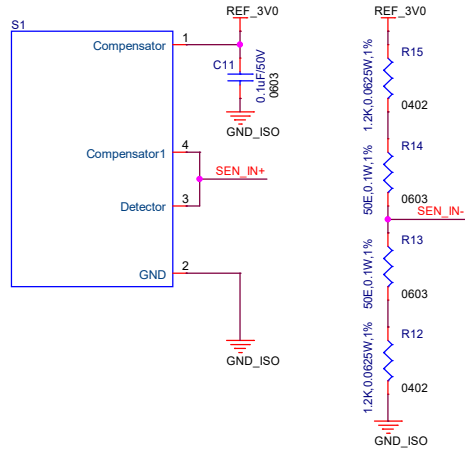 REF_3V0
S1
Compensator
1
C11
0.1uF/50V
0603
GND_ISO
Compensator1
4
SEN_IN+
Detector
3
GND
2
GND_ISO
REF_3V0
R15
1.2K,0.0625W,1%
0402
R14
50E,0.1W,1%
0603
SEN_IN-
R13
50E,0.1W,1%
0603
R12
1.2K,0.0625W,1%
0402
GND_ISO